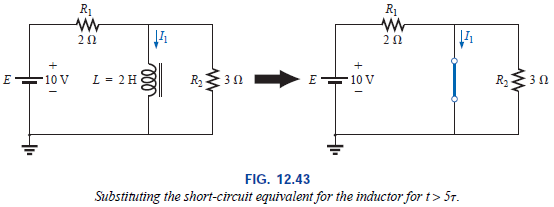 R1
2 Ω
I1
+
E
10 V
−
L = 2 H
R2
3 Ω
R1
2 Ω
I1
+
E
10 V
−
R2
3 Ω
FIG. 12.43
Substituting the short-circuit equivalent for the inductor for t > 5τ.